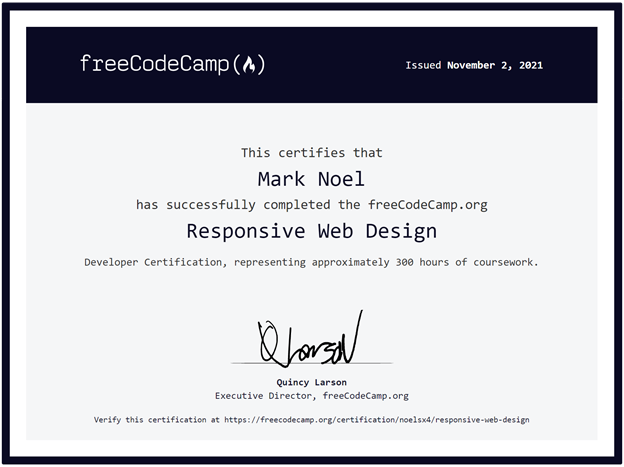 freeCodeCamp(🔥)
Issued November 2, 2021
This certifies that
Mark Noel
has successfully completed the freeCodeCamp.org
Responsive Web Design
Developer Certification, representing approximately 300 hours of coursework.
Q Larson
Quincy Larson
Executive Director, freeCodeCamp.org
Verify this certification at https://freecodecamp.org/certification/noelsx4/responsive-web-design